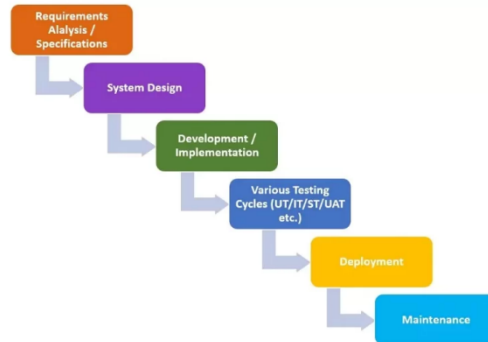 Requirements
Alalysis /
Specifications
System Design
Development /
Implementation
Various Testing
Cycles (UT/IT/ST/UAT
etc.)
Deployment
Maintenance